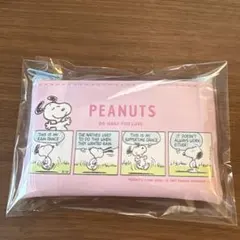 PEANUTS
THIS IS MY
RAIN DANCE
THE NATIVES USED
TO DO THIS WHEN
THEY WANTED RAIN
THIS IS MY
SUPPERTIME DANCE
IT DOESN'T
ALWAYS WORK,
EITHER